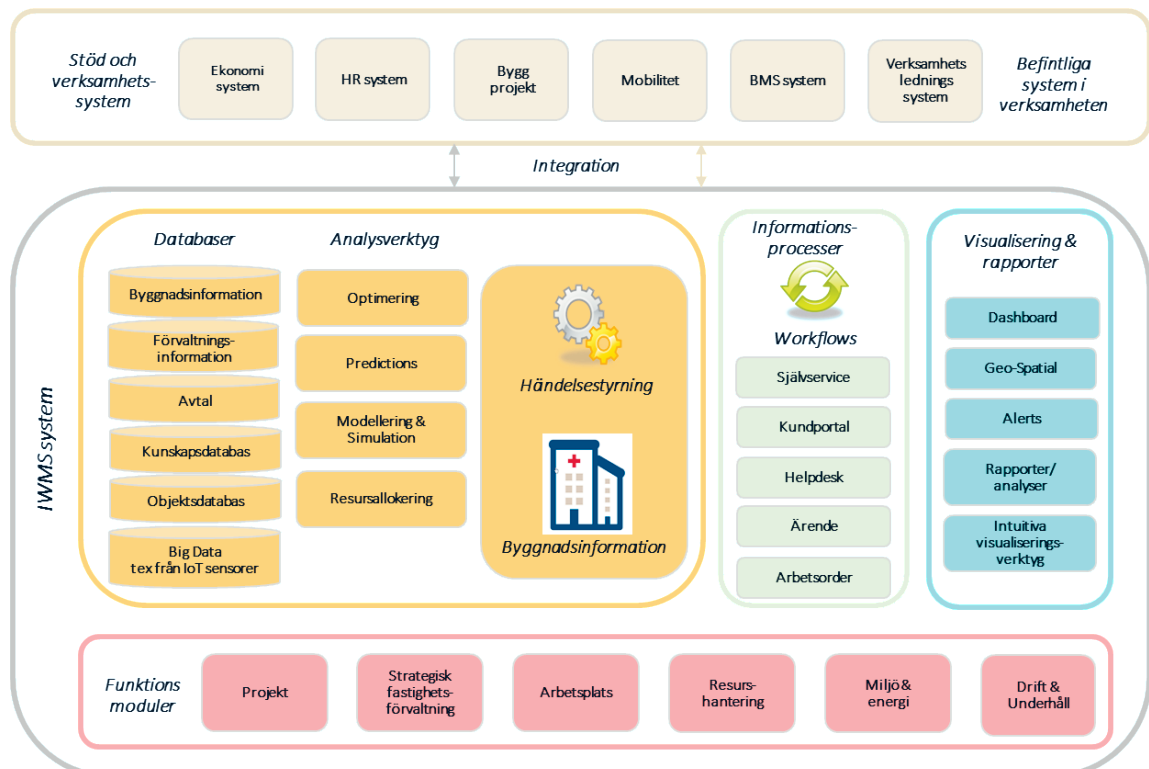 Stöd och
verksamhets-
system
Ekonomi
system
HR system
Bygg
projekt
Mobilitet
BMS system
Verksamhets
lednings
system
Befintliga
system i
verksamheten
Integration
IWMS system
Databaser
Byggnadsinformation
Förvaltnings-
information
Avtal
Kunskapsdatabas
Objektsdatabas
Big Data
tex från IoT sensorer
Analysverktyg
Optimering
Predictions
Modellering &
Simulation
Resursallokering
Händelsestyrning
Byggnadsinformation
Informations-
processer
Workflows
Självservice
Kundportal
Helpdesk
Ärende
Arbetsorder
Visualisering &
rapporter
Dashboard
Geo-Spatial
Alerts
Rapporter/
analyser
Intuitiva
visualiserings-
verktyg
Funktions
moduler
Projekt
Strategisk
fastighets-
förvaltning
Arbetsplats
Resurs-
hantering
Miljö &
energi
Drift &
Underhåll